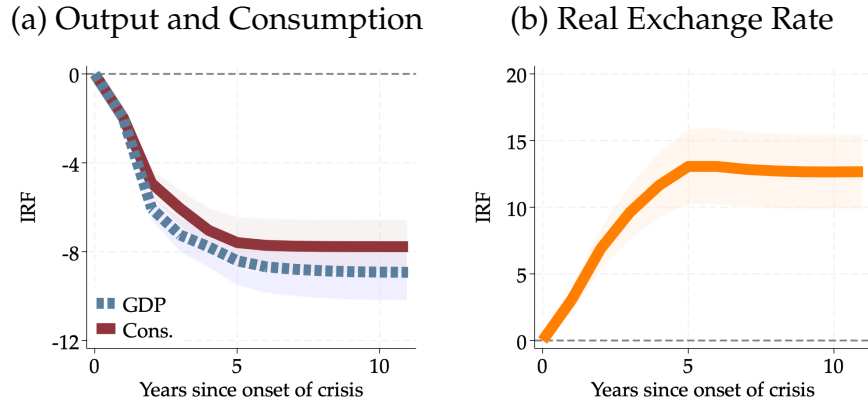 (a) Output and Consumption
0
-4
-8
-12
IRF
GDP
Cons.
0 5 10
Years since onset of crisis
(b) Real Exchange Rate
20
15
10
5
0
IRF
0 5 10
Years since onset of crisis